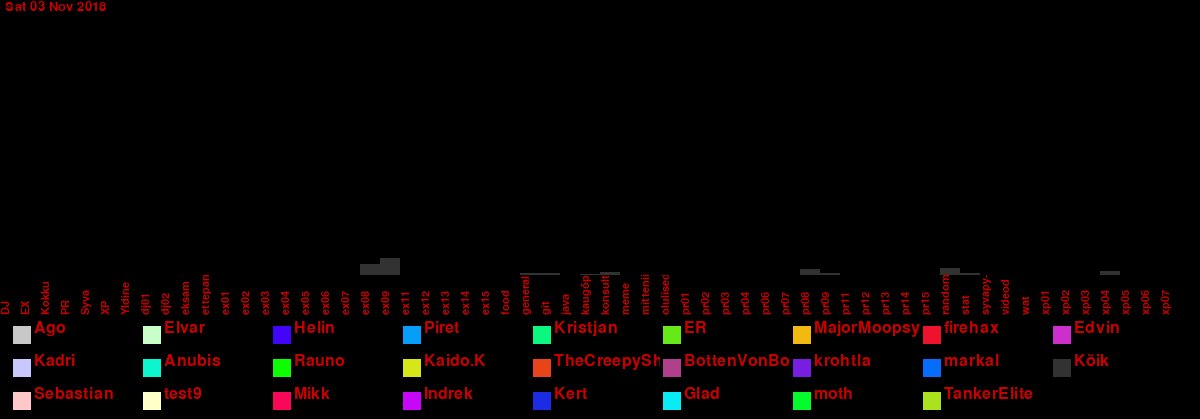 Sat 03 Nov 2018
DJ EX Kokku PR Syva XP Yldine dj01 dj02 eksam ettepan ex01 ex02 ex03 ex04 ex05 ex06 ex07 ex08 ex09 ex11 ex12 ex13 ex14 ex15 food general git java kaugõp konsult meme mittenii olulised pr01 pr02 pr03 pr04 pr06 pr07 pr08 pr09 pr11 pr12 pr13 pr14 pr15 random stat syvapy- videod wat xp01 xp02 xp03 xp04 xp05 xp06 xp07
Ago Elvar Helin Piret Kristjan ER MajorMoopsy firehax Edvin
Kadri Anubis Rauno Kaido.K TheCreepySh BottenVonBo krohtla markal Kõik
Sebastian test9 Mikk Indrek Kert Glad moth TankerElite